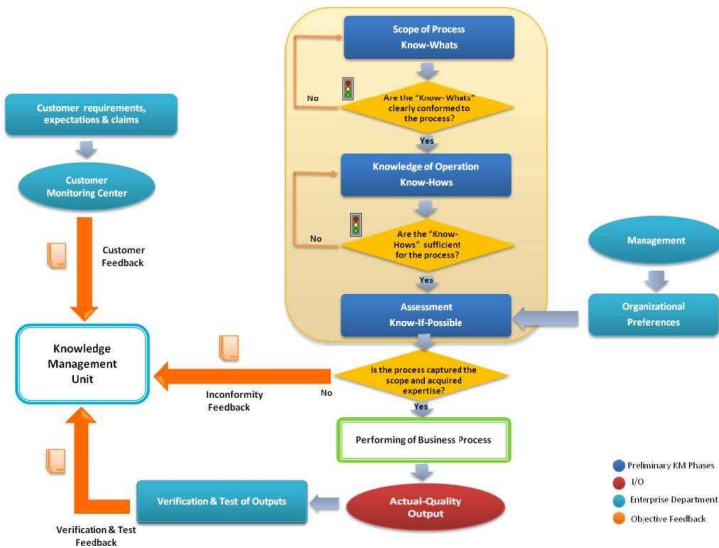 Scope of Process
Know-Whats
No
Are the "Know-Whats"
clearly conformed to
the process?
Yes
Customer requirements,
expectations & claims
Knowledge of Operation
Know-Hows
Customer
Monitoring Center
No
Are the "Know-
Hows" sufficient
for the process?
Yes
Management
Customer
Feedback
Assessment
Know-If-Possible
Organizational
Preferences
Knowledge
Management
Unit
Inconformity
Feedback
No
Is the process captured the
scope and acquired
expertise?
Yes
Performing of Business Process
Verification & Test of Outputs
Actual-Quality
Output
Verification & Test
Feedback
Preliminary KM Phases
I/O
Enterprise Department
Objective Feedback